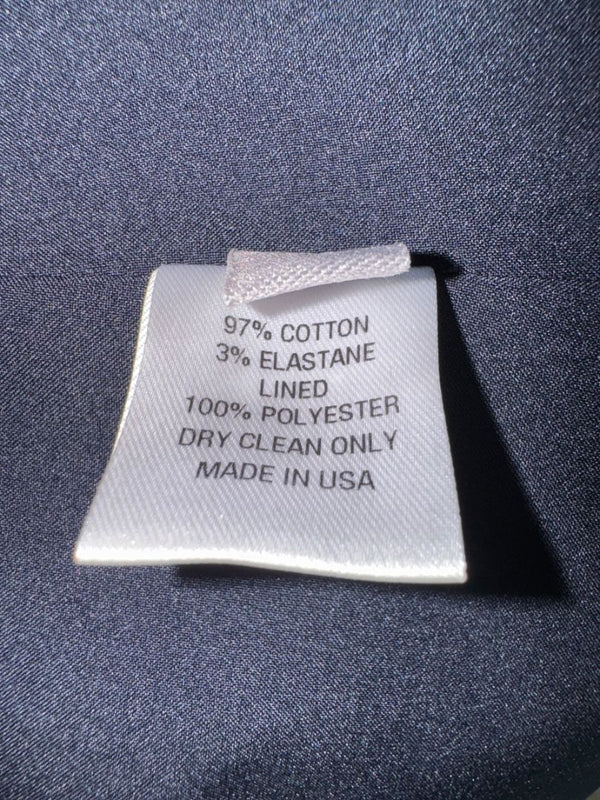 97% COTTON
3% ELASTANE
LINED
100% POLYESTER
DRY CLEAN ONLY
MADE IN USA